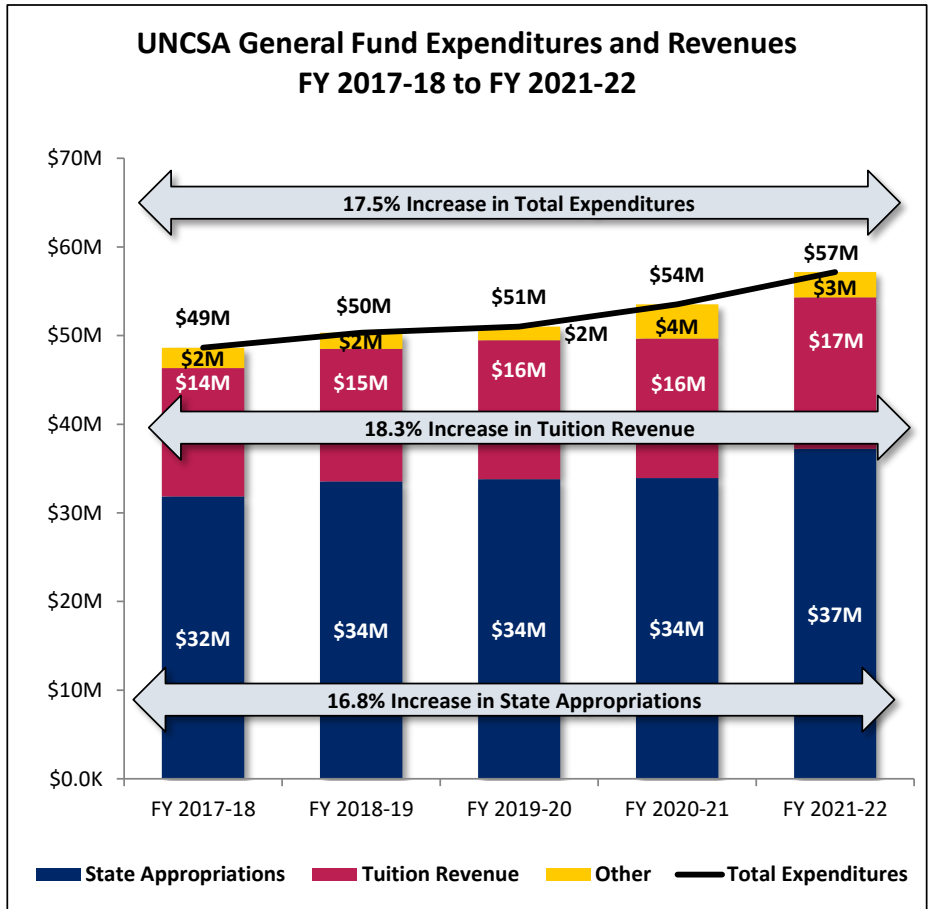 UNCSA General Fund Expenditures and Revenues
FY 2017-18 to FY 2021-22
$70M
17.5% Increase in Total Expenditures
$60M
$49M
$50M
$51M
$54M
$57M
$50M
$2M
$2M
$2M
$4M
$3M
$14M
$15M
$16M
$16M
$17M
$40M
18.3% Increase in Tuition Revenue
$30M
$20M
$32M
$34M
$34M
$34M
$37M
$10M
16.8% Increase in State Appropriations
$0.0K
FY 2017-18
FY 2018-19
FY 2019-20
FY 2020-21
FY 2021-22
State Appropriations
Tuition Revenue
Other
Total Expenditures